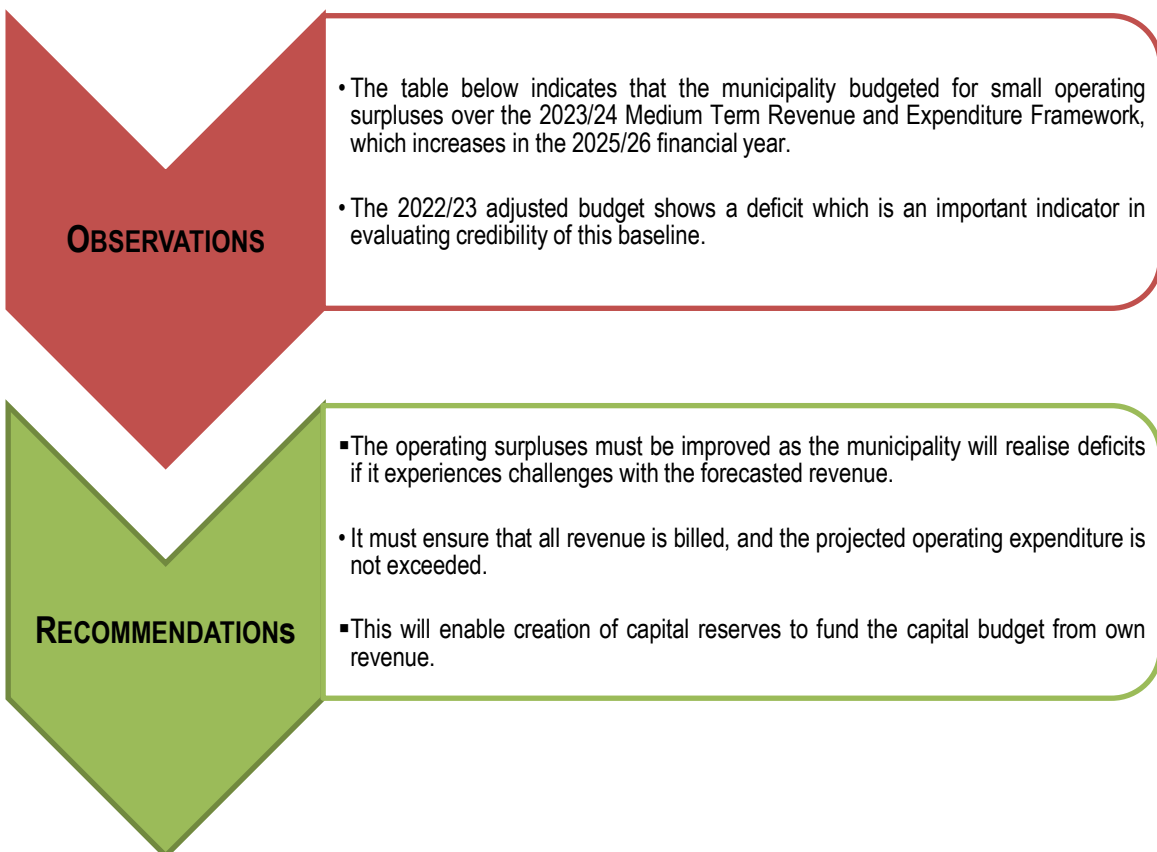 OBSERVATIONS
• The table below indicates that the municipality budgeted for small operating
surpluses over the 2023/24 Medium Term Revenue and Expenditure Framework,
which increases in the 2025/26 financial year.
• The 2022/23 adjusted budget shows a deficit which is an important indicator in
evaluating credibility of this baseline.
RECOMMENDATIONs
▪The operating surpluses must be improved as the municipality will realise deficits
if it experiences challenges with the forecasted revenue.
• It must ensure that all revenue is billed, and the projected operating expenditure is
not exceeded.
▪This will enable creation of capital reserves to fund the capital budget from own
revenue.